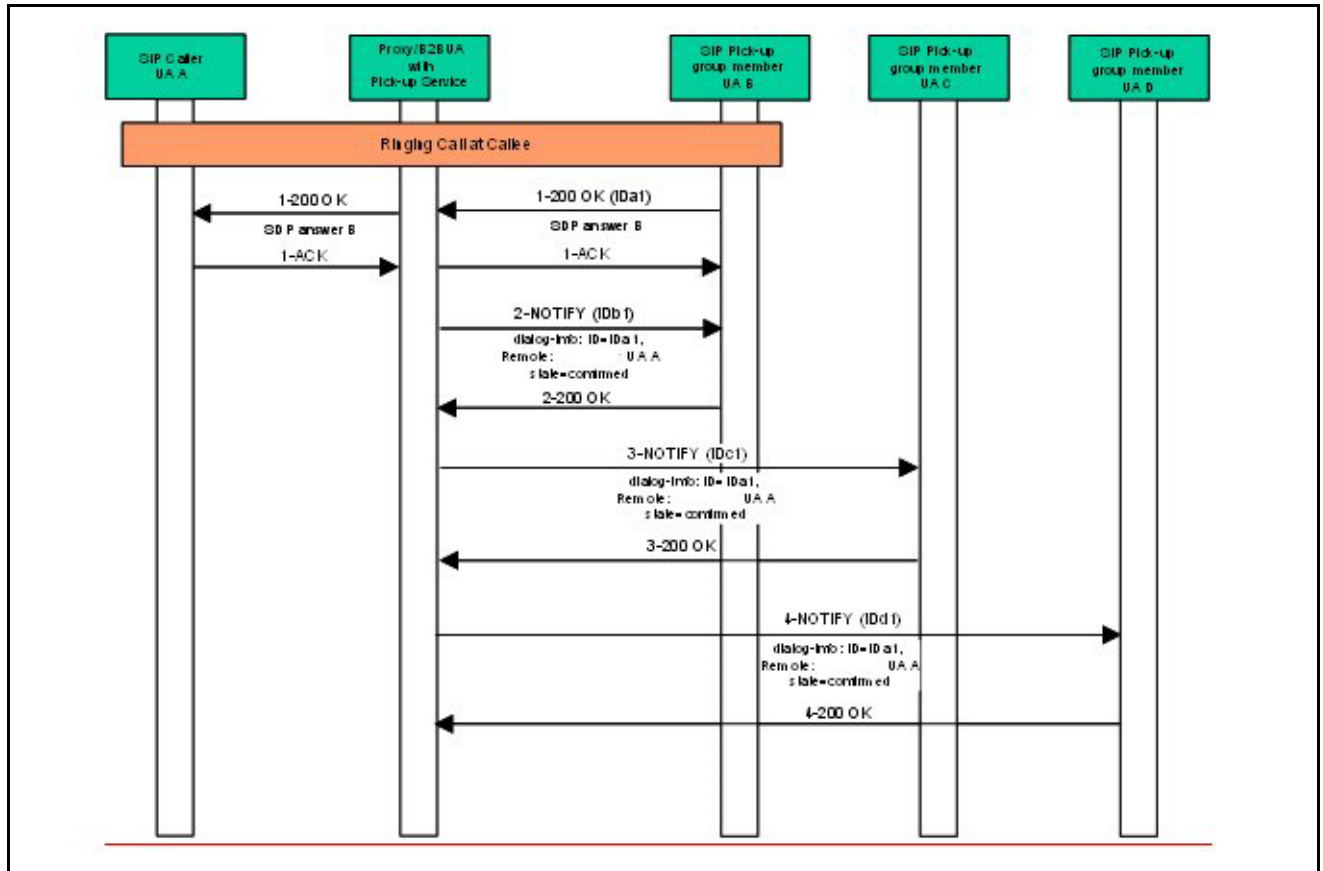 SIP Caller
UA A
Proxy/B2BUA
with
Pick-up Service
SIP Pick-up
group member
UA B
SIP Pick-up
group member
UA C
SIP Pick-up
group member
UA D
Ringing Call at Callee
1-200 OK
1-200 OK (IDa1)
SDP answer B
SDP answer B
1-ACK
1-ACK
2-NOTIFY (IDb1)
dialog-info: ID=IDa1,
Remote: UA A
state=confirmed
2-200 OK
3-NOTIFY (IDc1)
dialog-info: ID=IDa1,
Remote: UA A
state=confirmed
3-200 OK
4-NOTIFY (IDd1)
dialog-info: ID=IDa1,
Remote: UA A
state=confirmed
4-200 OK